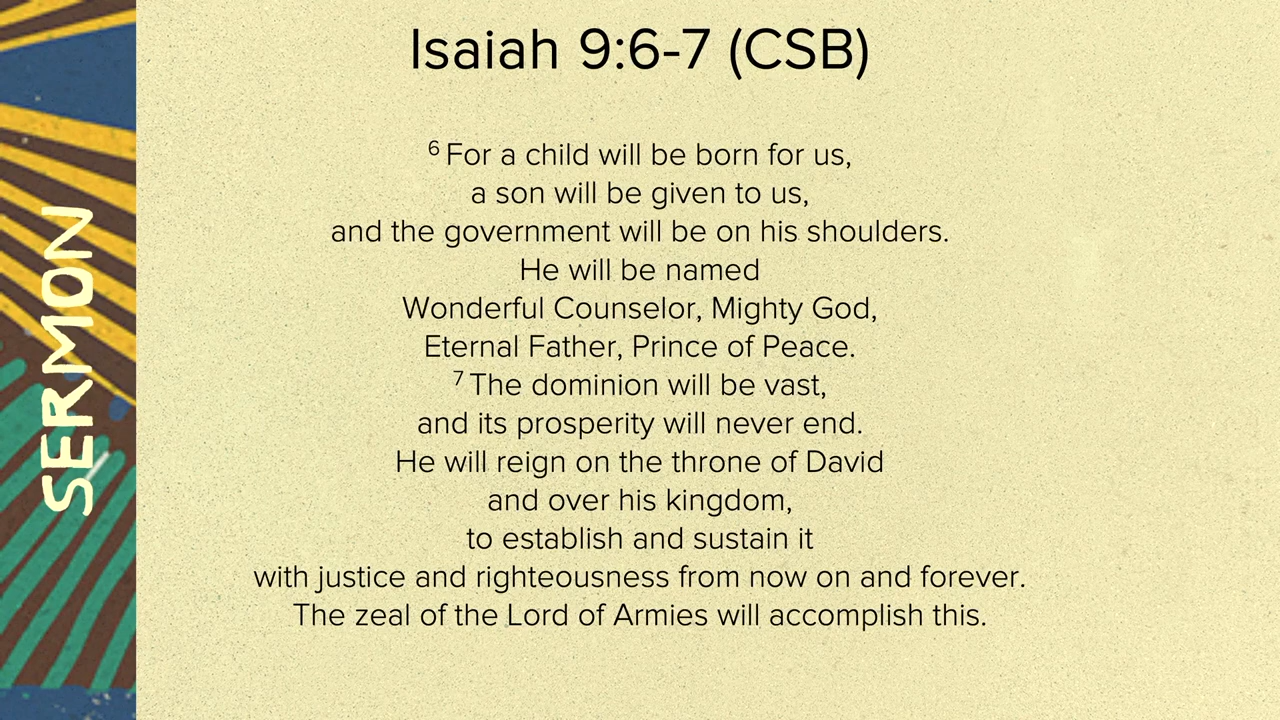 Isaiah 9:6-7 (CSB)
6 For a child will be born for us,
a son will be given to us,
and the government will be on his shoulders.
He will be named
Wonderful Counselor, Mighty God,
Eternal Father, Prince of Peace.
7 The dominion will be vast,
and its prosperity will never end.
He will reign on the throne of David
and over his kingdom,
to establish and sustain it
with justice and righteousness from now on and forever.
The zeal of the Lord of Armies will accomplish this.
SERMON